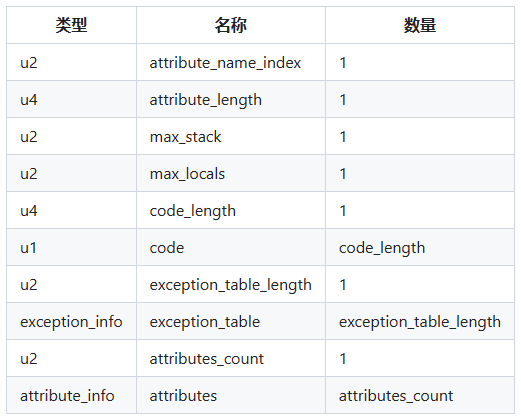 类型 名称 数量
u2 attribute_name_index 1
u4 attribute_length 1
u2 max_stack 1
u2 max_locals 1
u4 code_length 1
u1 code code_length
u2 exception_table_length 1
exception_info exception_table exception_table_length
u2 attributes_count 1
attribute_info attributes attributes_count